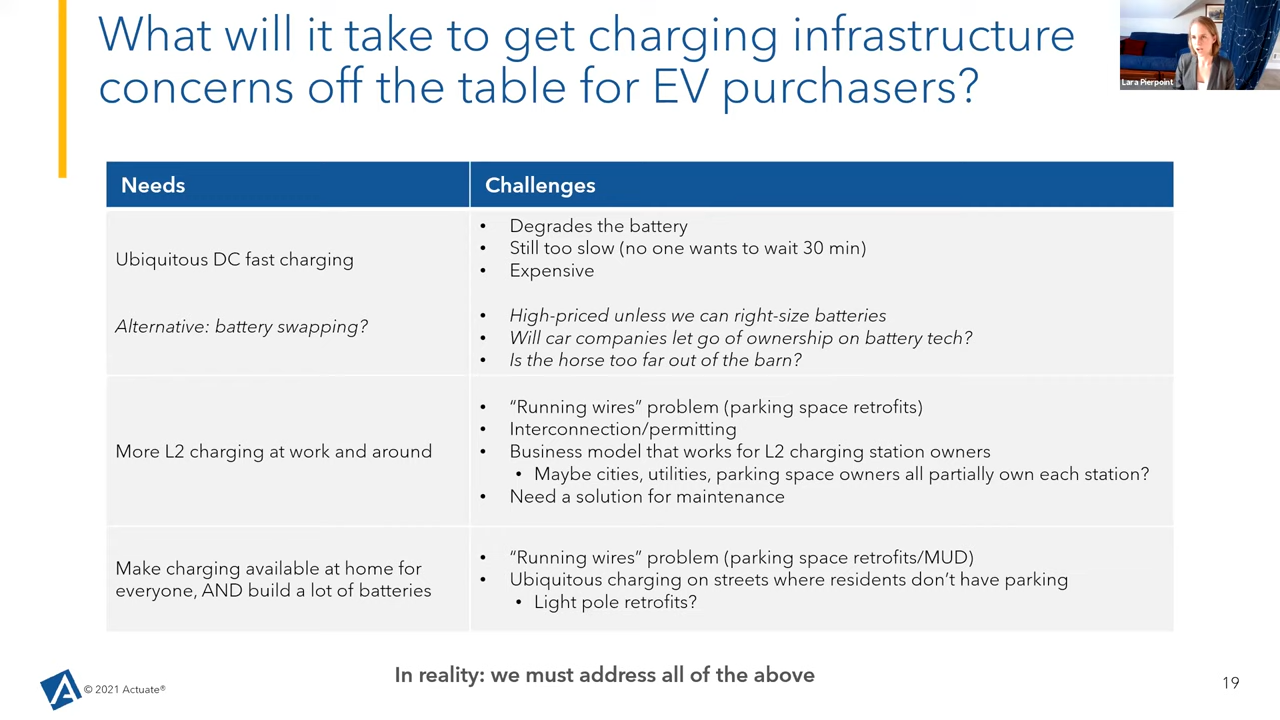 What will it take to get charging infrastructure
concerns off the table for EV purchasers?
Lara Pierpoint
Needs
Challenges
Ubiquitous DC fast charging
• Degrades the battery
• Still too slow (no one wants to wait 30 min)
• Expensive
Alternative: battery swapping?
• High-priced unless we can right-size batteries
• Will car companies let go of ownership on battery tech?
• Is the horse too far out of the barn?
More L2 charging at work and around
• “Running wires” problem (parking space retrofits)
• Interconnection/permitting
• Business model that works for L2 charging station owners
• Maybe cities, utilities, parking space owners all partially own each station?
• Need a solution for maintenance
Make charging available at home for
everyone, AND build a lot of batteries
• “Running wires” problem (parking space retrofits/MUD)
• Ubiquitous charging on streets where residents don’t have parking
• Light pole retrofits?
In reality: we must address all of the above
© 2021 Actuate®
19